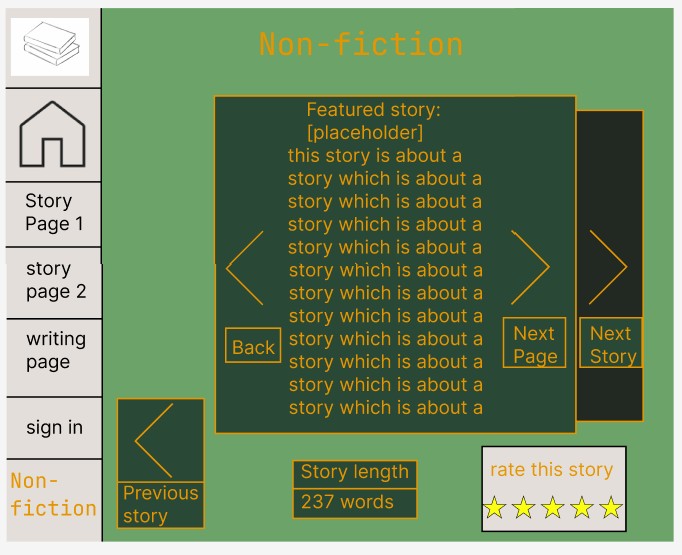 Non-fiction
Story
Page 1
story
page 2
writing
page
sign in
Non-
fiction
Featured story:
[placeholder]
this story is about a
story which is about a
story which is about a
story which is about a
story which is about a
story which is about a
story which is about a
story which is about a
story which is about a
story which is about a
story which is about a
story which is about a
Back
Next
Page
Next
Story
Previous
story
Story length
237 words
rate this story